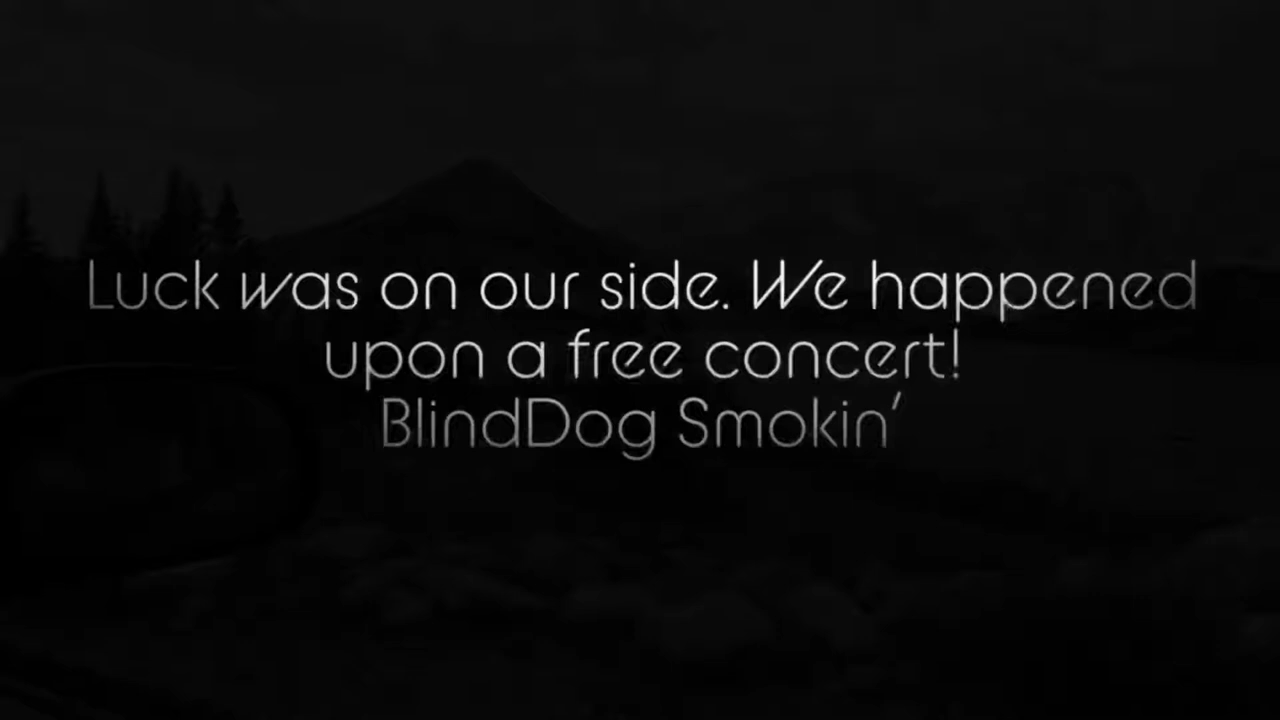 Luck was on our side. We happened
upon a free concert!
BlindDog Smokin’